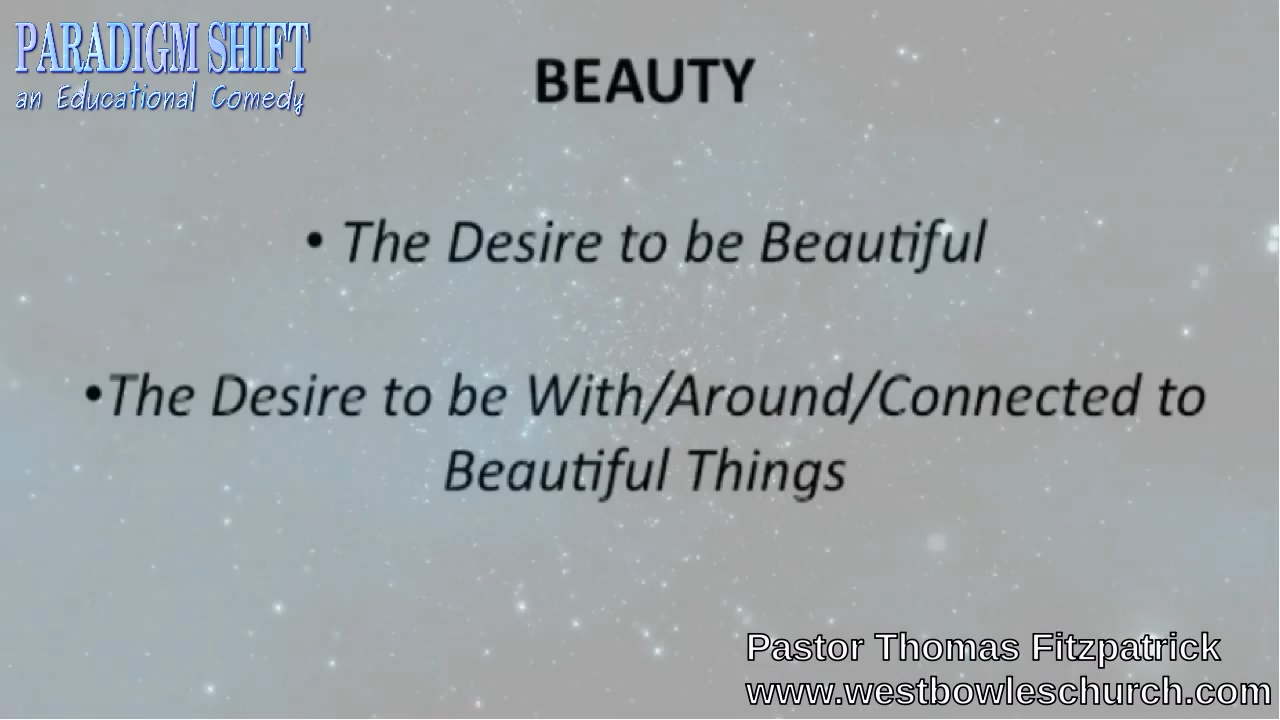 PARADIGM SHIFT
an Educational Comedy
BEAUTY
• The Desire to be Beautiful
•The Desire to be With/Around/Connected to
Beautiful Things
Pastor Thomas Fitzpatrick
www.westbowleschurch.com